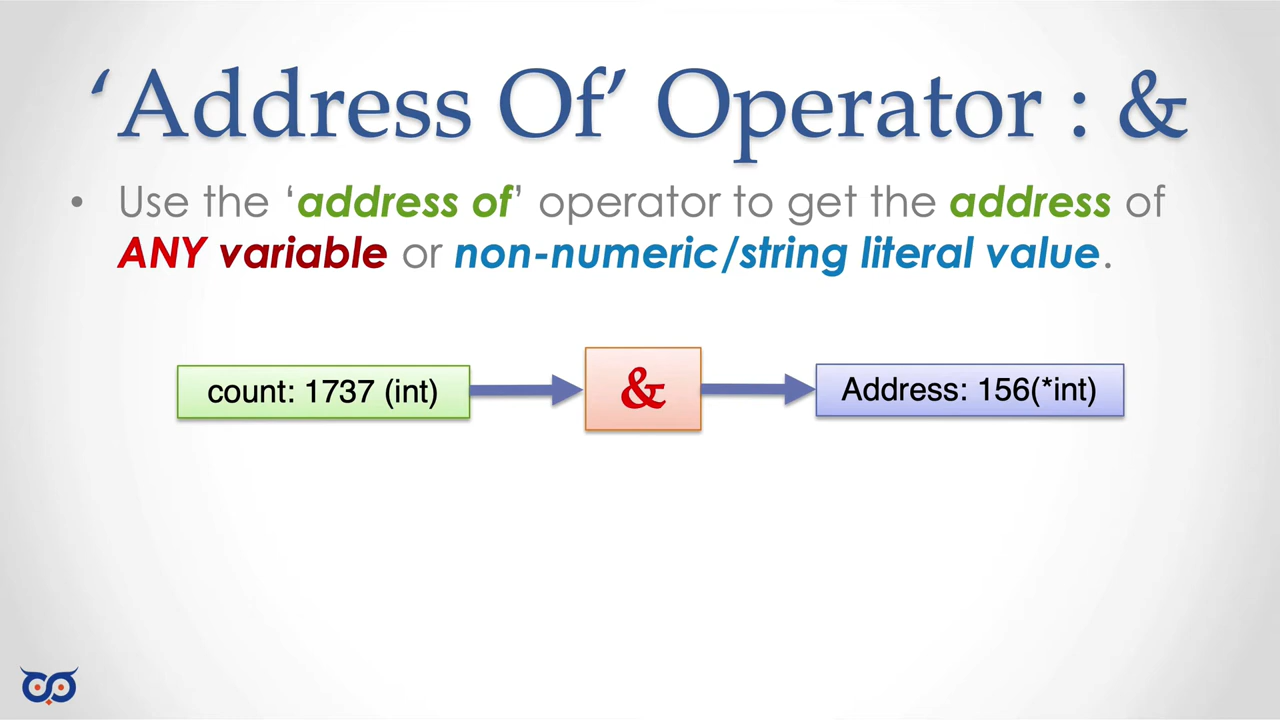 ‘Address Of’ Operator : &
• Use the ‘address of’ operator to get the address of
ANY variable or non-numeric/string literal value.
count: 1737 (int)
&
Address: 156(*int)